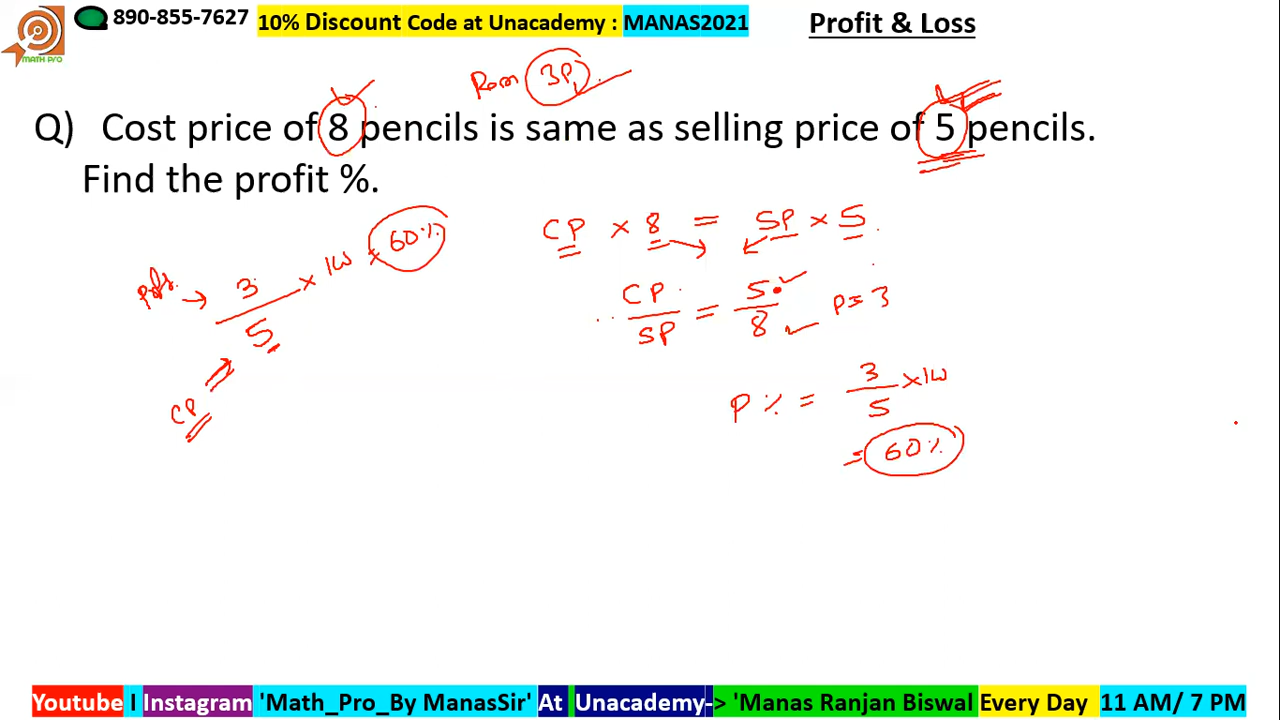 890-855-7627
10% Discount Code at Unacademy : MANAS2021
Profit & Loss
MATH PRO
Rem 3P
Q) Cost price of 8 pencils is same as selling price of 5 pencils.
Find the profit %.
CP × 8 = SP × 5
3/5 × 100 = 60%
CP/SP = 5/8 P = 3
CP
P% = 3/5 × 100
= 60%
Youtube I Instagram 'Math_Pro_By ManasSir' At Unacademy-> 'Manas Ranjan Biswal Every Day 11 AM/ 7 PM